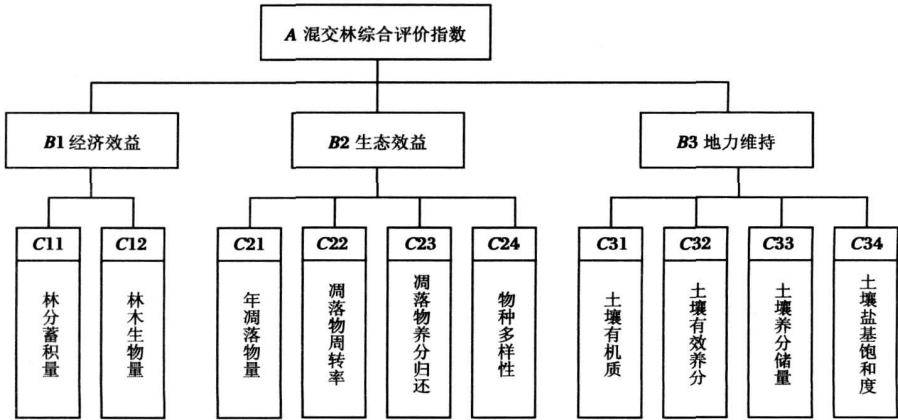 A 混交林综合评价指数
B1 经济效益
B2 生态效益
B3 地力维持
C11
C12
C21
C22
C23
C24
C31
C32
C33
C34
林分蓄积量
林木生物量
年凋落物量
凋落物周转率
凋落物养分归还
物种多样性
土壤有机质
土壤有效养分
土壤养分储量
土壤盐基饱和度